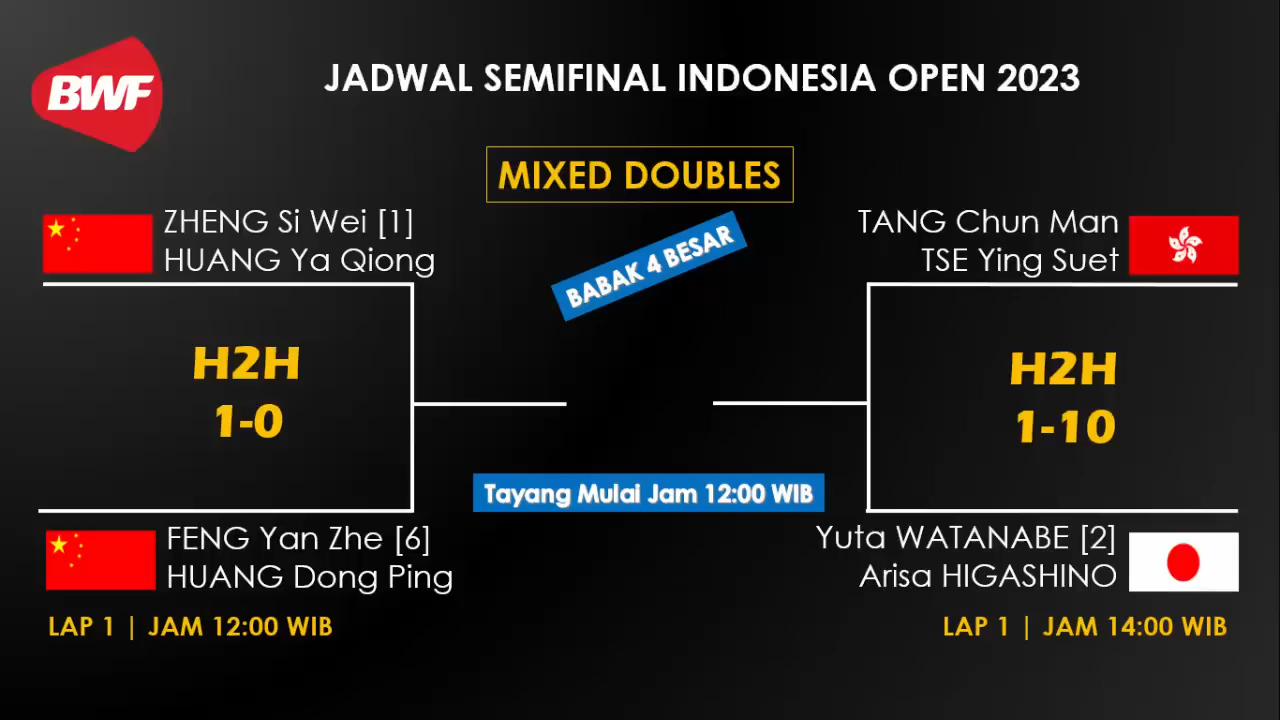 BWF
JADWAL SEMIFINAL INDONESIA OPEN 2023
MIXED DOUBLES
ZHENG Si Wei [1]
HUANG Ya Qiong
TANG Chun Man
TSE Ying Suet
BABAK 4 BESAR
H2H
1-0
H2H
1-10
Tayang Mulai Jam 12:00 WIB
FENG Yan Zhe [6]
HUANG Dong Ping
Yuta WATANABE [2]
Arisa HIGASHINO
LAP 1 | JAM 12:00 WIB
LAP 1 | JAM 14:00 WIB